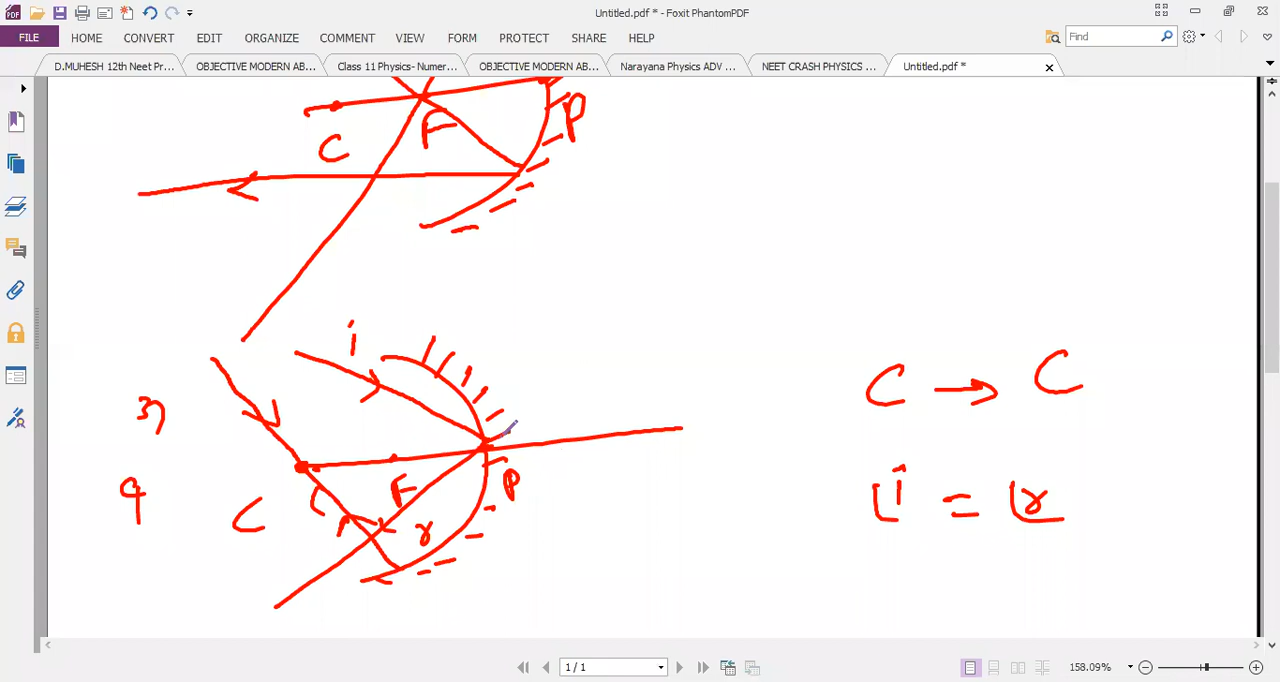 Untitled.pdf * - Foxit PhantomPDF
FILE HOME CONVERT EDIT ORGANIZE COMMENT VIEW FORM PROTECT SHARE HELP Find
D.MUHESH 12th Neet Pr... OBJECTIVE MODERN AB... Class 11 Physics- Numer... OBJECTIVE MODERN AB... Narayana Physics ADV ... NEET CRASH PHYSICS ... Untitled.pdf *
C F P
i
C → C
C F r P
i = r
1 / 1 158.09%